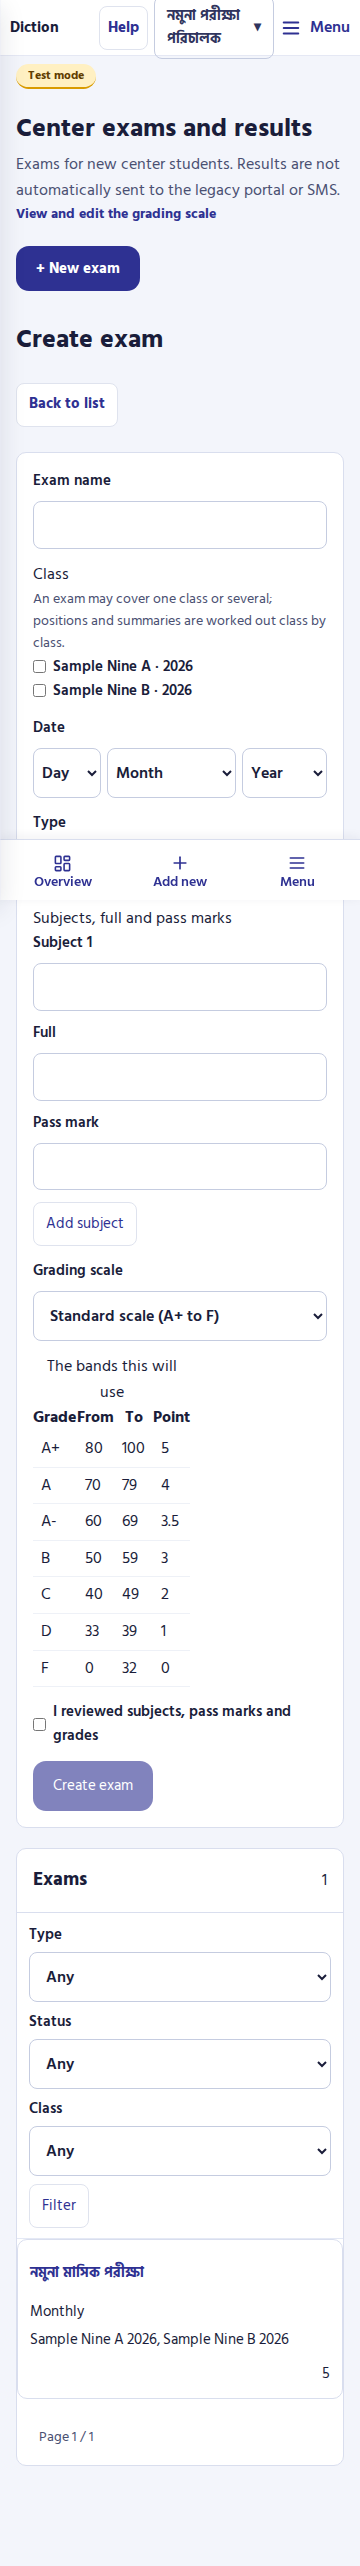 Diction
Help
নমুনা পরীক্ষা
পরিচালক
▼
Menu
Test mode
Center exams and results
Exams for new center students. Results are not
automatically sent to the legacy portal or SMS.
View and edit the grading scale
+ New exam
Create exam
Back to list
Exam name
Class
An exam may cover one class or several;
positions and summaries are worked out class by
class.
Sample Nine A · 2026
Sample Nine B · 2026
Date
Day Month Year
Type
Overview Add new Menu
Subjects, full and pass marks
Subject 1
Full
Pass mark
Add subject
Grading scale
Standard scale (A+ to F)
The bands this will
use
Grade From To Point
A+ 80 100 5
A 70 79 4
A- 60 69 3.5
B 50 59 3
C 40 49 2
D 33 39 1
F 0 32 0
I reviewed subjects, pass marks and
grades
Create exam
Exams 1
Type
Any
Status
Any
Class
Any
Filter
নমুনা মাসিক পরীক্ষা
Monthly
Sample Nine A 2026, Sample Nine B 2026
5
Page 1 / 1